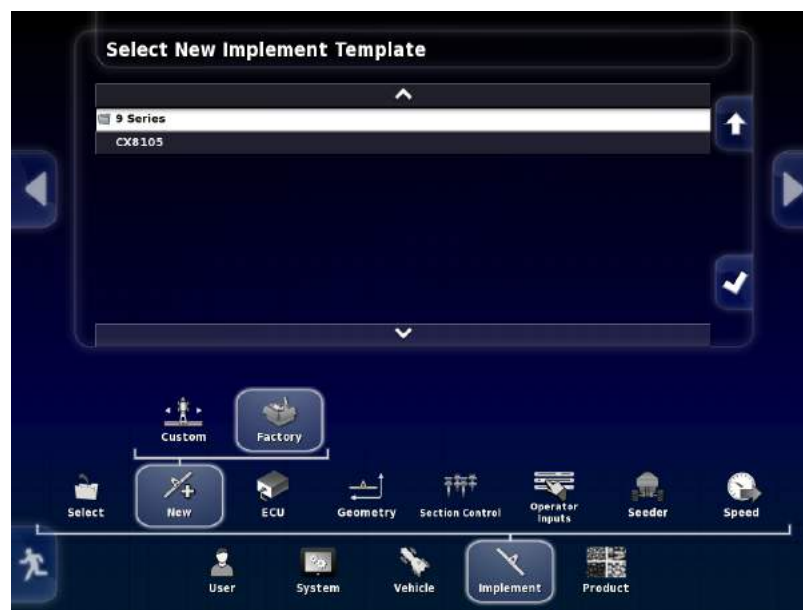 Select New Implement Template
9 Series
CX8105
Custom
Factory
Select
New
ECU
Geometry
Section Control
Operator
Inputs
Seeder
Speed
User
System
Vehicle
Implement
Product